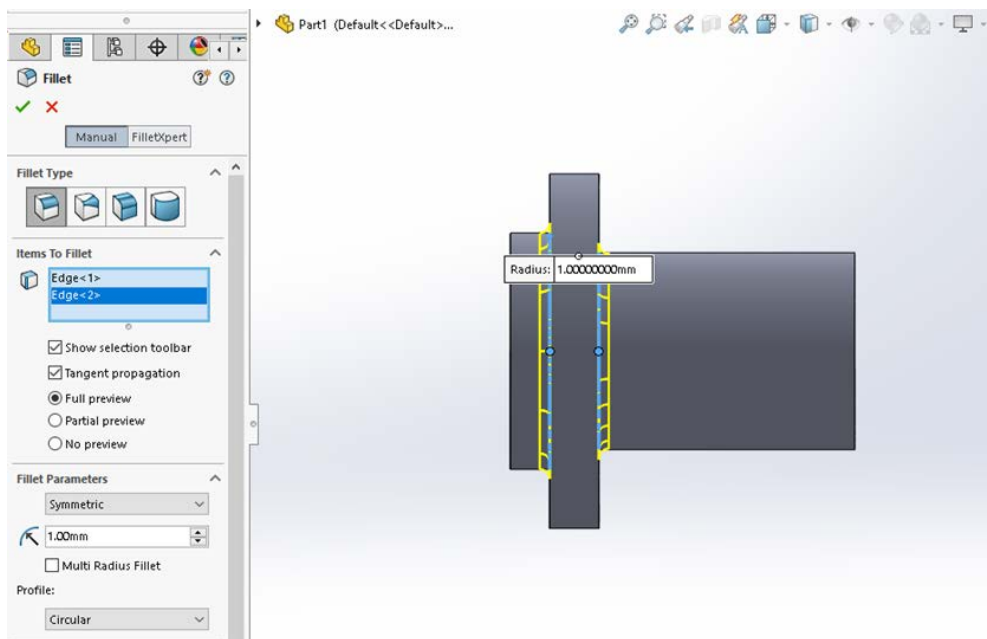 Part1 (Default<<Default>...
Fillet
Manual FilletXpert
Fillet Type
Items To Fillet
Edge<1>
Edge<2>
Show selection toolbar
Tangent propagation
Full preview
Partial preview
No preview
Fillet Parameters
Symmetric
1.00mm
Multi Radius Fillet
Profile:
Circular
Radius: 1.00000000mm